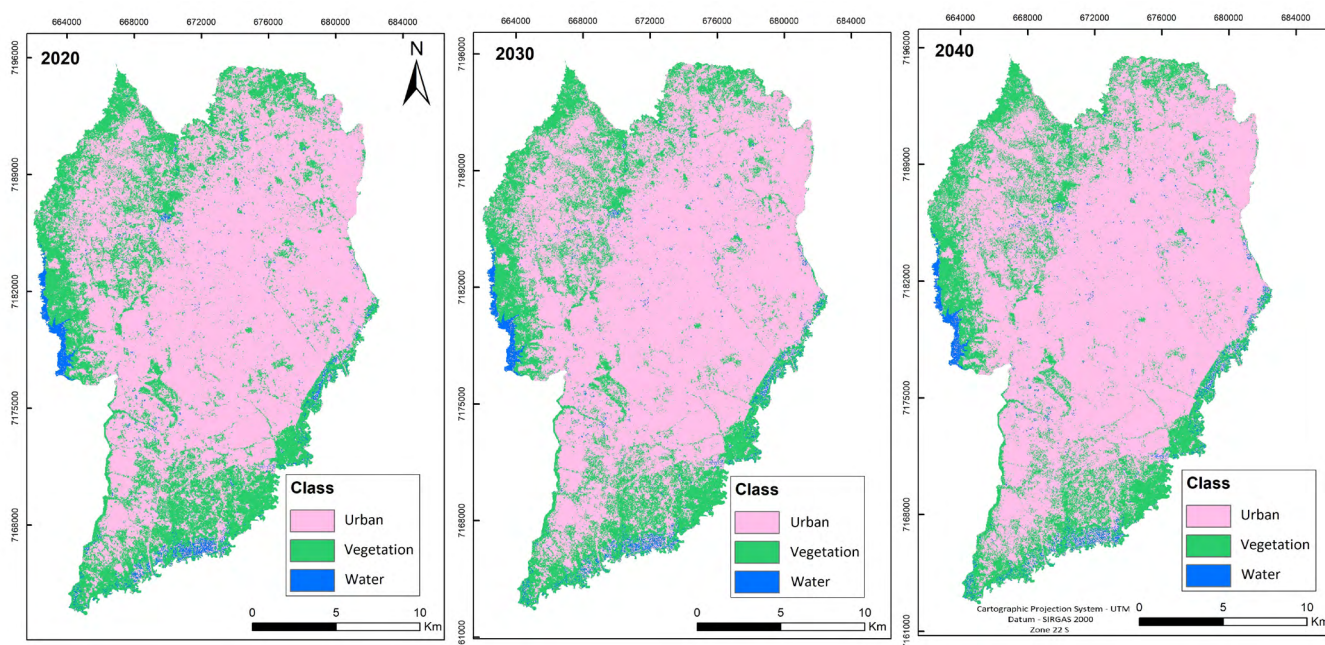 664000 668000 672000 676000 680000 684000
2020
N
7196000
7189000
7182000
7175000
7168000
Class
Urban
Vegetation
Water
0 5 10
Km
664000 668000 672000 676000 680000 684000
2030
7196000
7189000
7182000
7175000
7168000
61000
Class
Urban
Vegetation
Water
0 5 10
Km
664000 668000 672000 676000 680000 684000
2040
7196000
7189000
7182000
7175000
7168000
7161000
Class
Urban
Vegetation
Water
Cartographic Projection System - UTM
Datum - SIRGAS 2000
Zone 22 S
0 5 10
Km